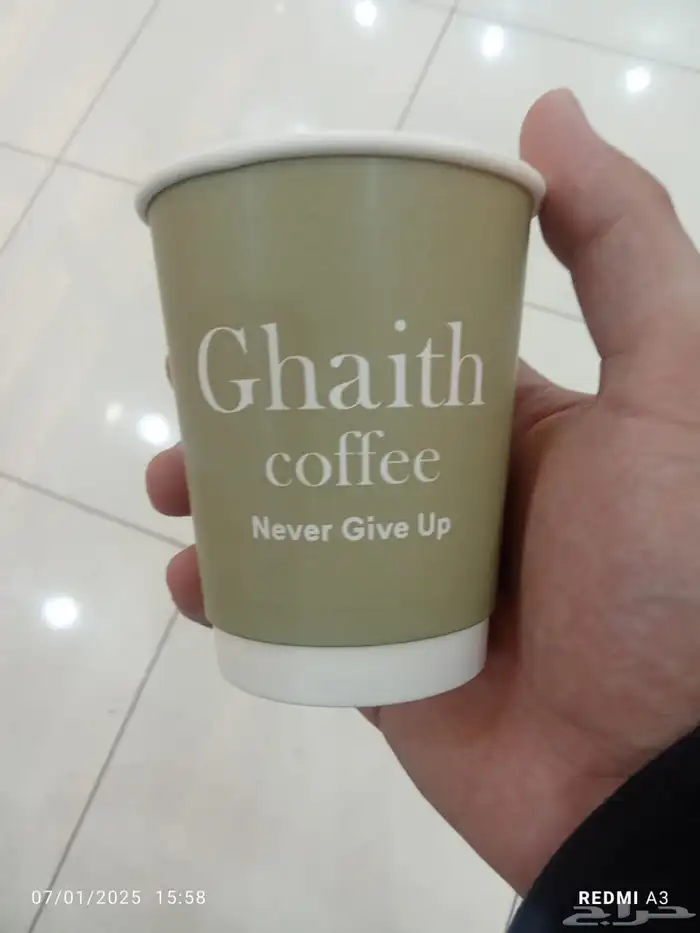 Ghaith
coffee
Never Give Up
07/01/2025 15:58
REDMI A3
حراج